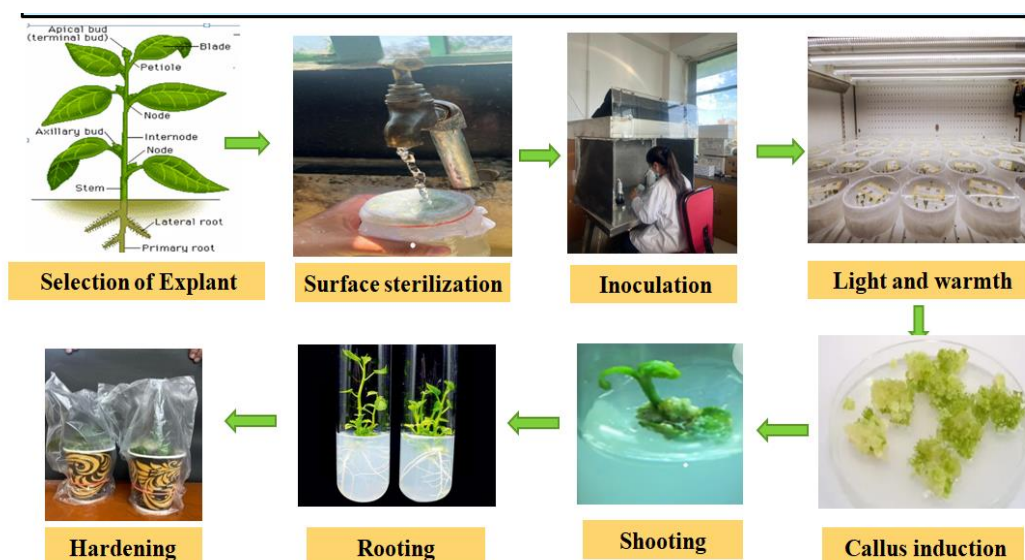 Apical bud
(terminal bud)
Blade
Petiole
Node
Axillary bud
Internode
Node
Stem
Lateral root
Primary root
Selection of Explant
Surface sterilization
Inoculation
Light and warmth
Hardening
Rooting
Shooting
Callus induction